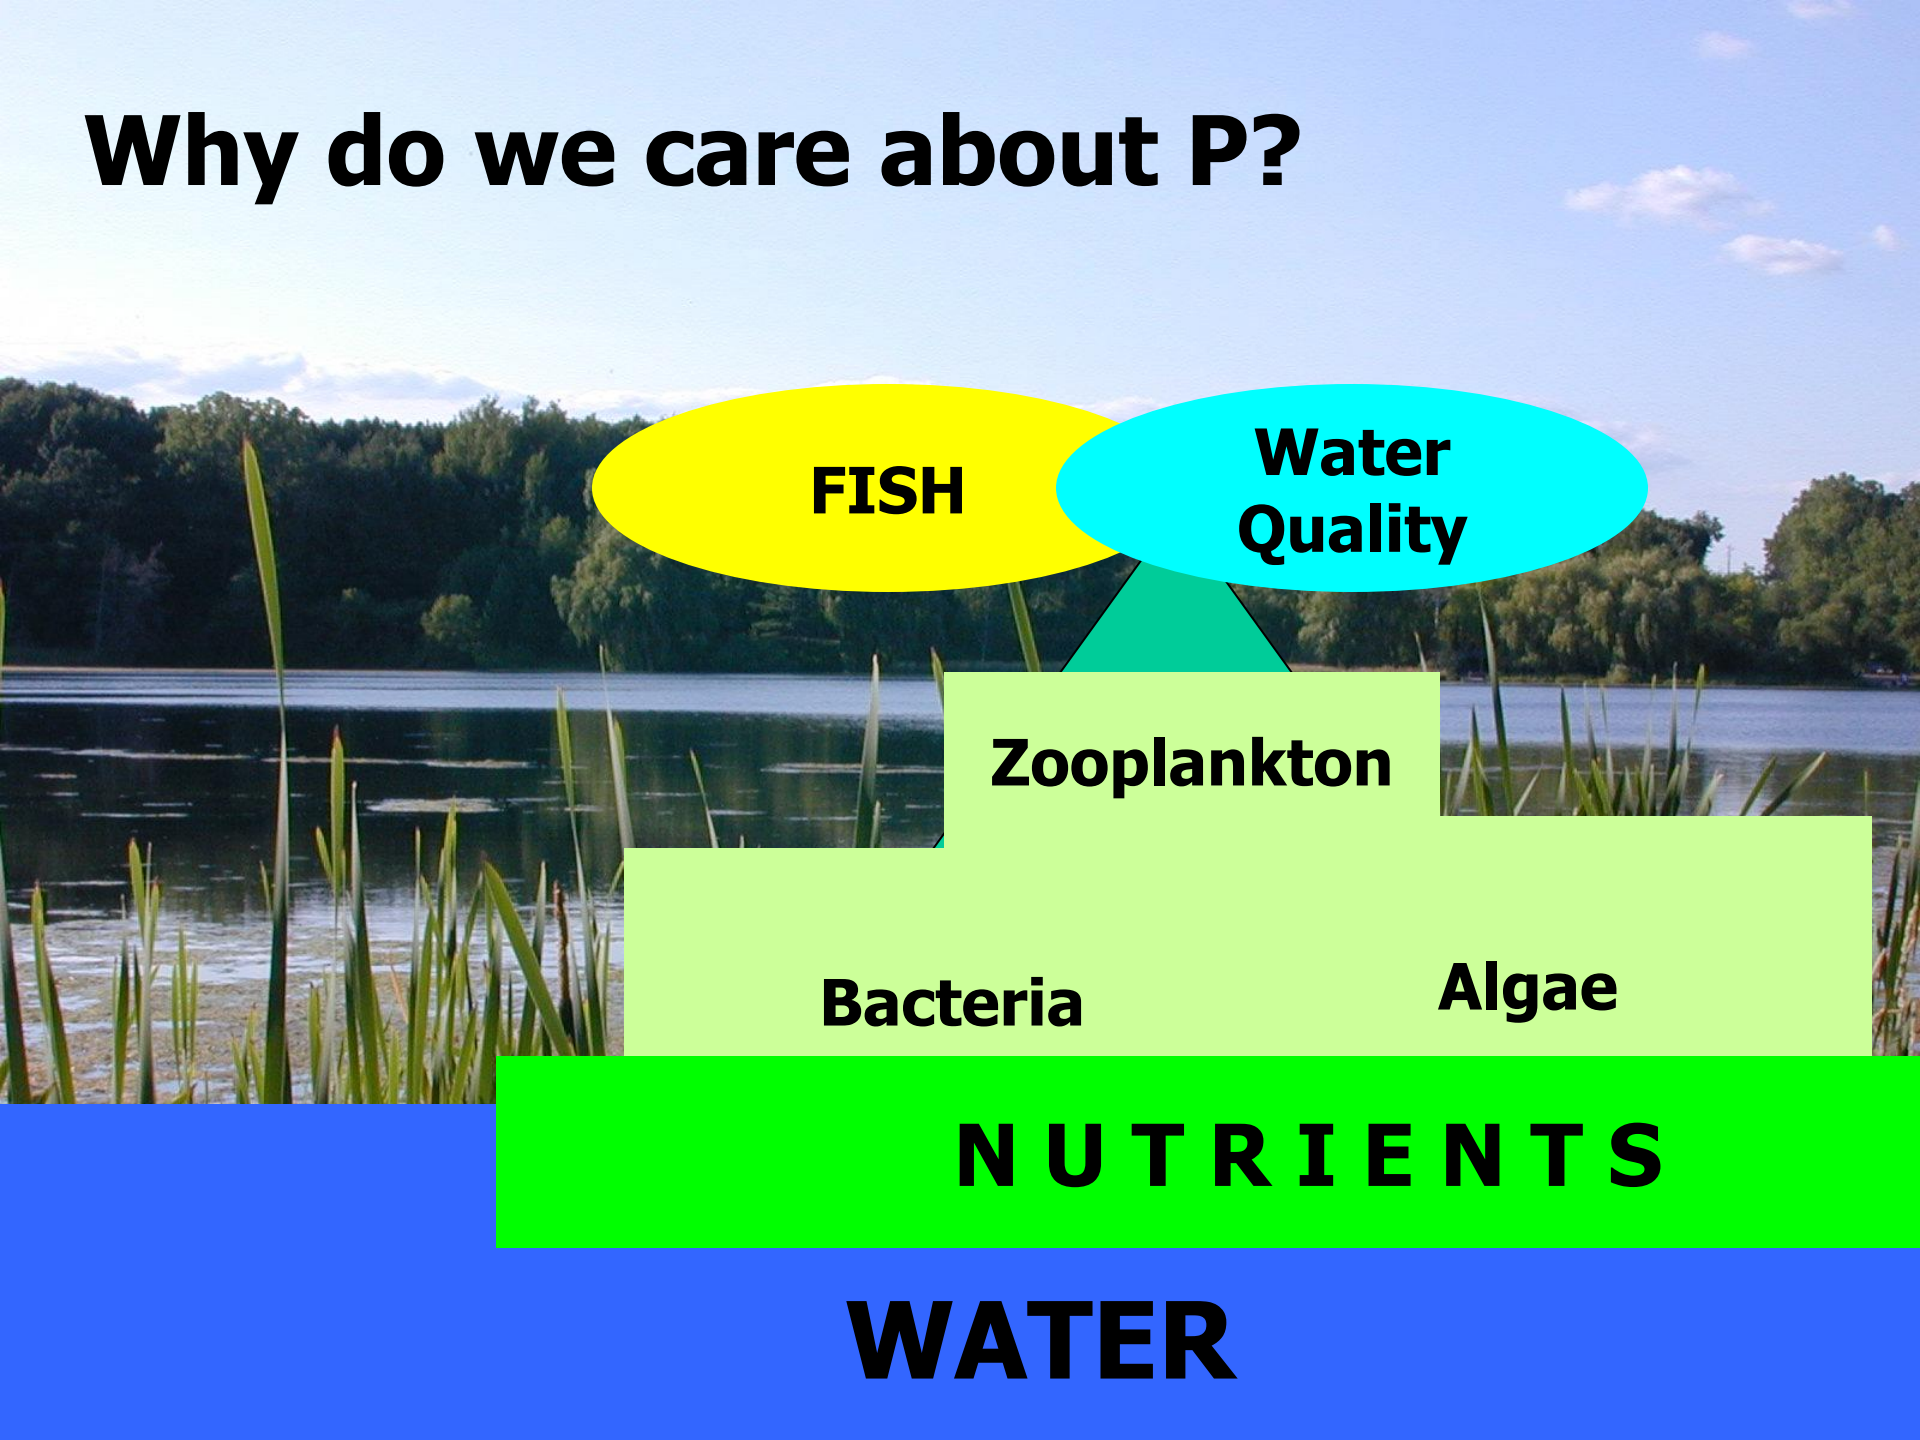 Why do we care about P?
FISH
Water
Quality
Zooplankton
Bacteria
Algae
N U T R I E N T S
WATER